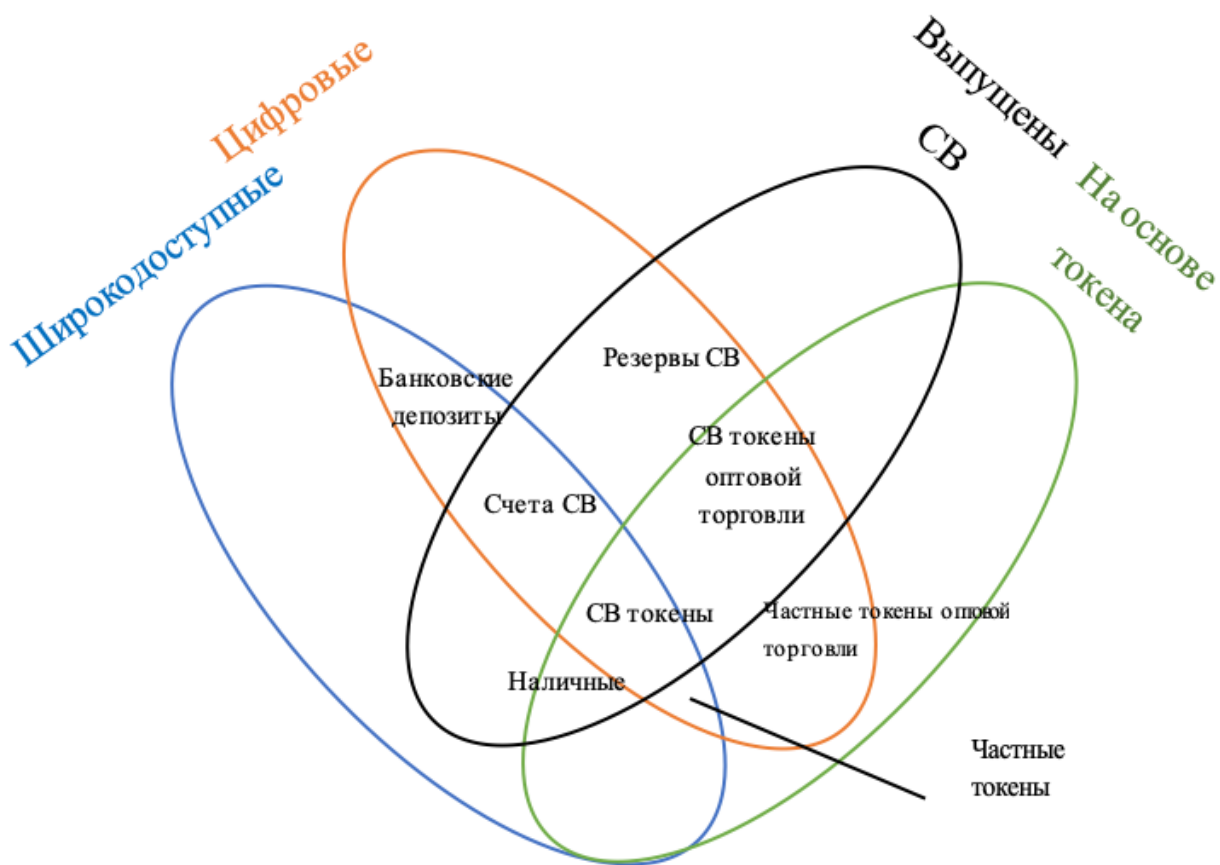 Цифровые
Широкодоступные
Выпущены
СВ
На основе
токена
Резервы СВ
Банковские
депозиты
СВ токены
оптовой
торговли
Счета СВ
СВ токены
Частные токены оптовой
торговли
Наличные
Частные
токены